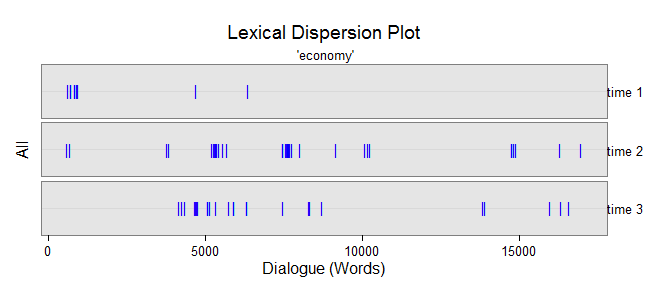 Lexical Dispersion Plot
'economy'
All
time 1
time 2
time 3
0 5000 10000 15000
Dialogue (Words)